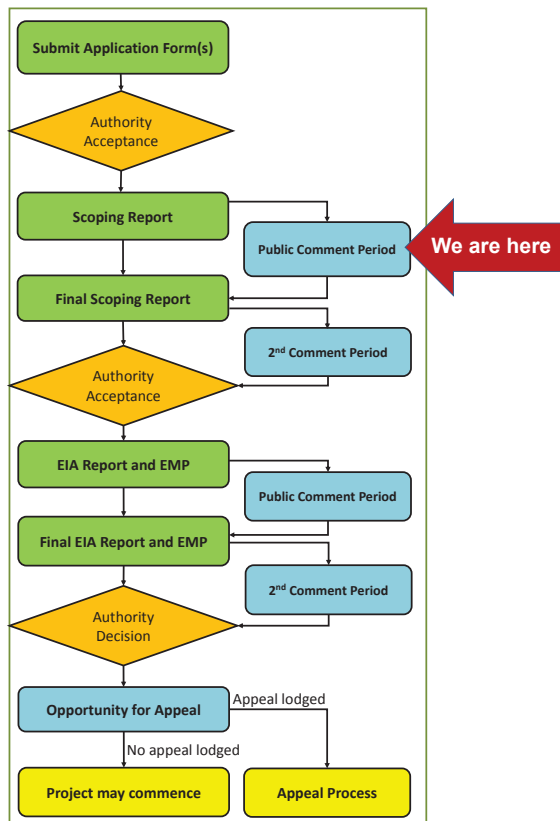 Submit Application Form(s)
Authority
Acceptance
Scoping Report
Public Comment Period
We are here
Final Scoping Report
2nd Comment Period
Authority
Acceptance
EIA Report and EMP
Public Comment Period
Final EIA Report and EMP
2nd Comment Period
Authority
Decision
Opportunity for Appeal
Appeal lodged
No appeal lodged
Project may commence
Appeal Process